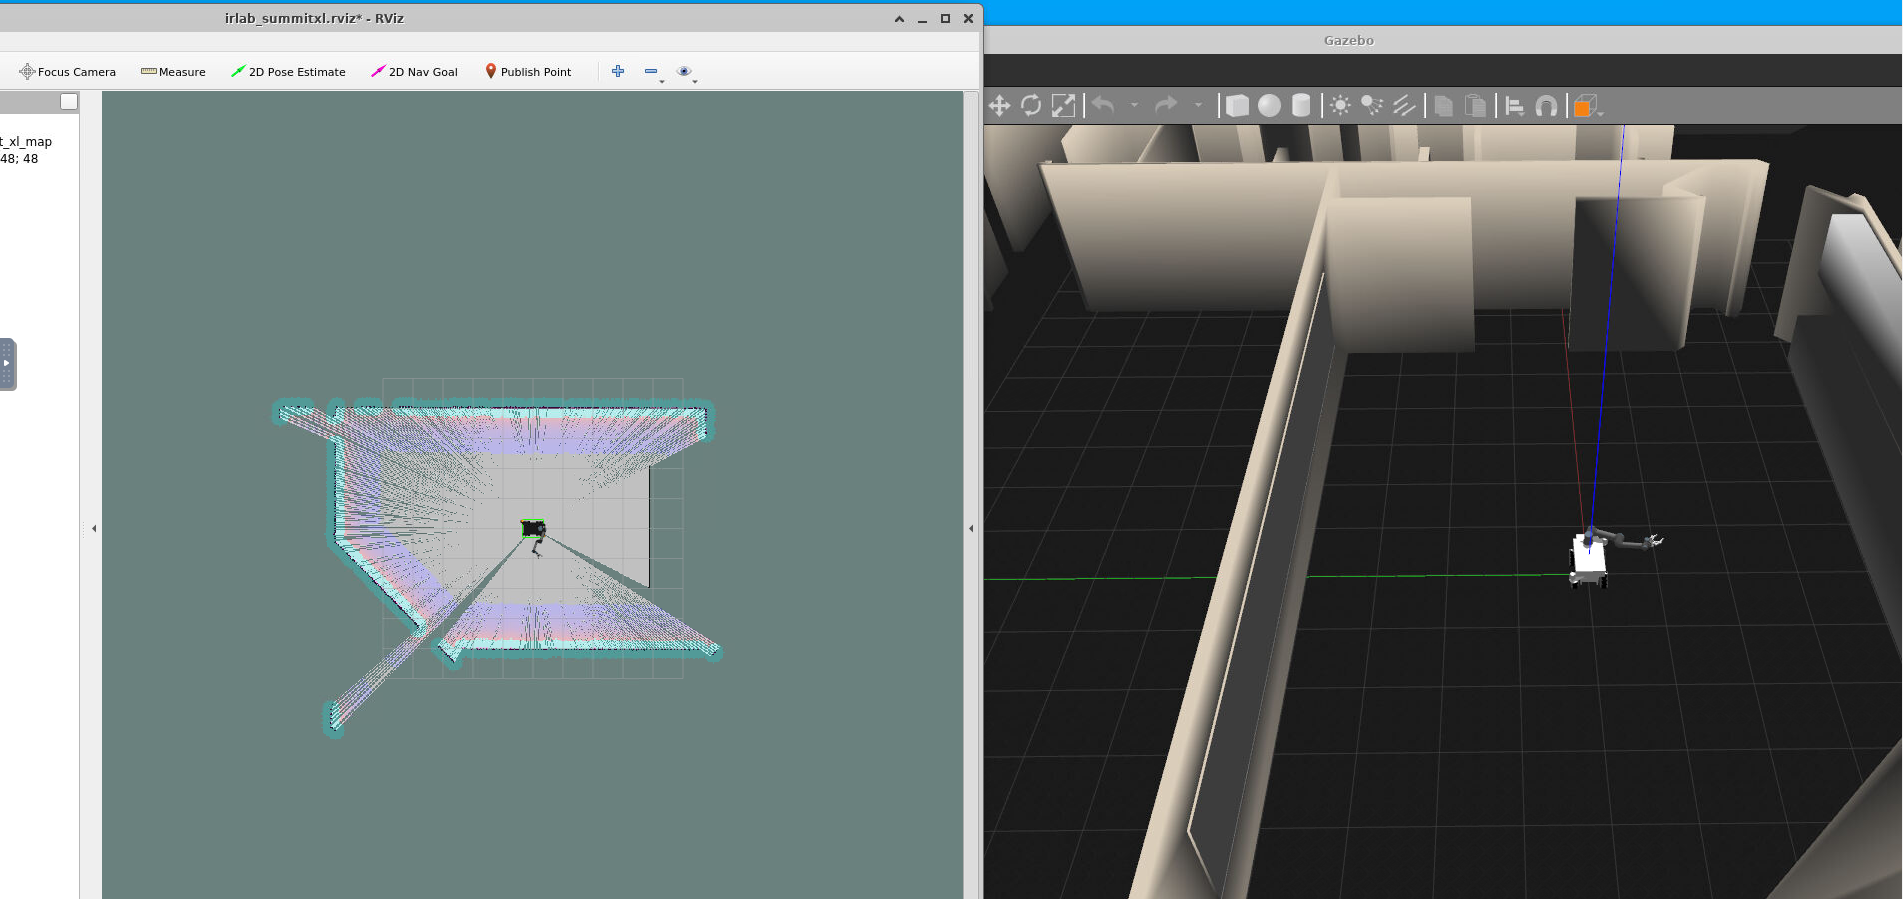 irlab_summitxl.rviz* - RViz
Focus Camera
Measure
2D Pose Estimate
2D Nav Goal
Publish Point
t_xl_map
48; 48
Gazebo